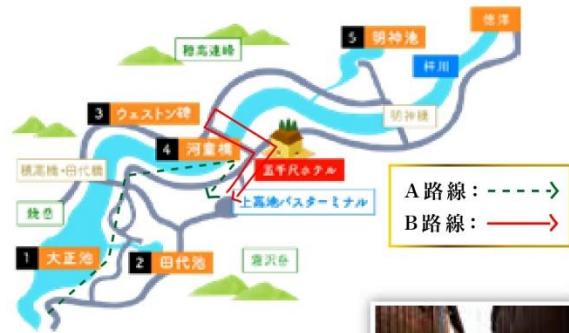 徳澤
5 明神池
穂高連峰
梓川
3 ウェストン碑
明神橋
4 河童橋
穂高橋・田代橋
五千尺ホテル
A路線：
B路線：
焼岳
上高地バスターミナル
1 大正池
2 田代池
霞沢岳